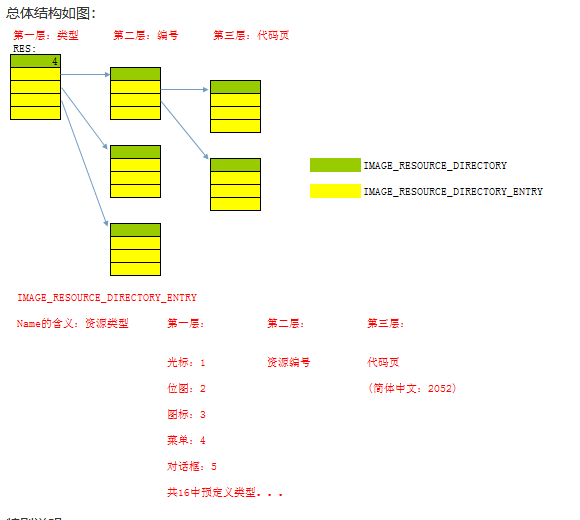 总体结构如图：
第一层：类型 第二层：编号 第三层：代码页
RES:
4
IMAGE_RESOURCE_DIRECTORY
IMAGE_RESOURCE_DIRECTORY_ENTRY
IMAGE_RESOURCE_DIRECTORY_ENTRY
Name的含义：资源类型 第一层： 第二层： 第三层：
光标：1 资源编号 代码页
位图：2 (简体中文：2052)
图标：3
菜单：4
对话框：5
共16中预定义类型...